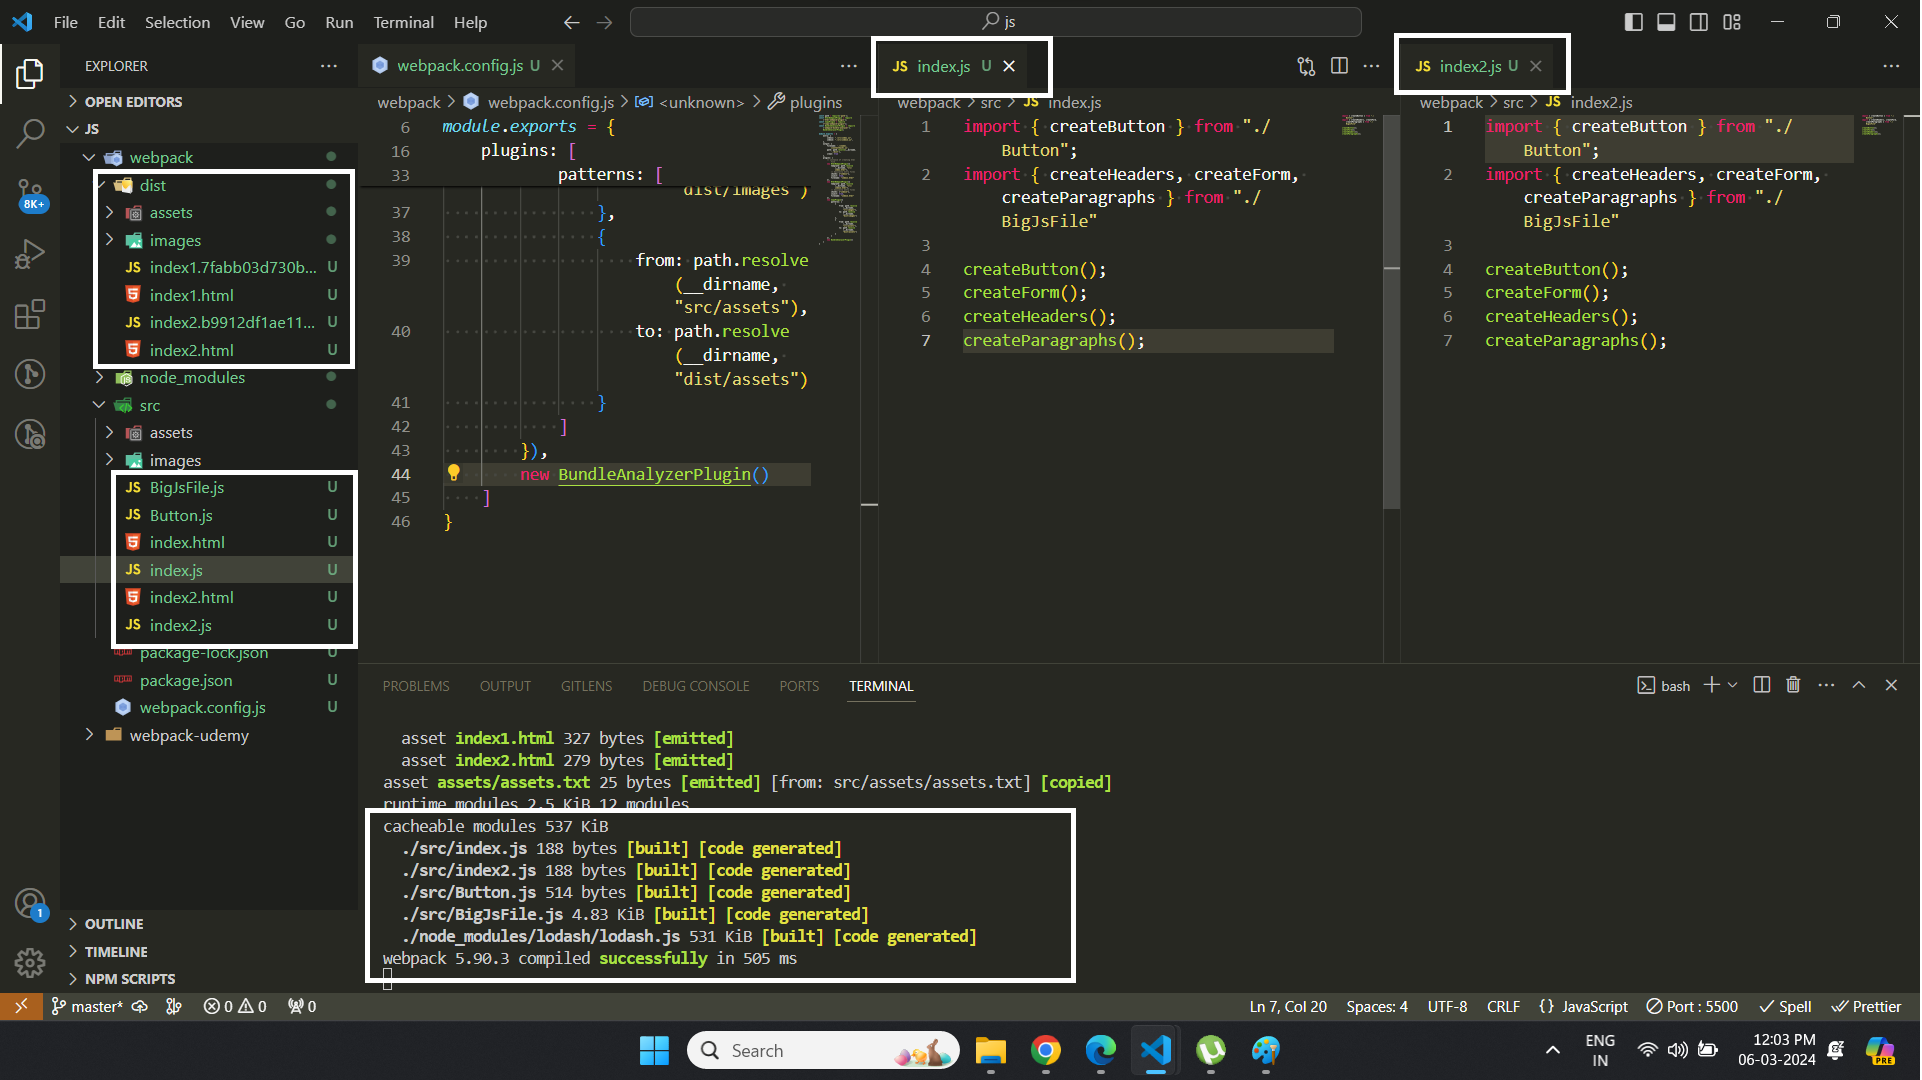 File Edit Selection View Go Run Terminal Help
js
EXPLORER
OPEN EDITORS
JS
webpack
dist
assets
images
JS index1.7fabb03d730b... U
index1.html U
JS index2.b9912df1ae11... U
index2.html U
node_modules
src
assets
images
JS BigJsFile.js U
JS Button.js U
index.html U
JS index.js U
index2.html U
JS index2.js U
package-lock.json U
package.json U
webpack.config.js U
webpack-udemy
OUTLINE
TIMELINE
NPM SCRIPTS
8K+
1
webpack.config.js U
webpack > webpack.config.js > <unknown> > plugins
6 module.exports = {
16 plugins: [
33 patterns: [
dist/images")
37 },
38 {
39 from: path.resolve
(__dirname,
"src/assets"),
40 to: path.resolve
(__dirname,
"dist/assets")
41 }
42 ]
43 }),
44 new BundleAnalyzerPlugin()
45 ]
46 }
JS index.js U
webpack > src > JS index.js
1 import { createButton } from "./
Button";
2 import { createHeaders, createForm,
createParagraphs } from "./
BigJsFile"
3
4 createButton();
5 createForm();
6 createHeaders();
7 createParagraphs();
JS index2.js U
webpack > src > JS index2.js
1 import { createButton } from "./
Button";
2 import { createHeaders, createForm,
createParagraphs } from "./
BigJsFile"
3
4 createButton();
5 createForm();
6 createHeaders();
7 createParagraphs();
PROBLEMS OUTPUT GITLENS DEBUG CONSOLE PORTS TERMINAL
bash
asset index1.html 327 bytes [emitted]
asset index2.html 279 bytes [emitted]
asset assets/assets.txt 25 bytes [emitted] [from: src/assets/assets.txt] [copied]
runtime modules 2.5 KiB 12 modules
cacheable modules 537 KiB
./src/index.js 188 bytes [built] [code generated]
./src/index2.js 188 bytes [built] [code generated]
./src/Button.js 514 bytes [built] [code generated]
./src/BigJsFile.js 4.83 KiB [built] [code generated]
./node_modules/lodash/lodash.js 531 KiB [built] [code generated]
webpack 5.90.3 compiled successfully in 505 ms
master* 0 0 0
Ln 7, Col 20 Spaces: 4 UTF-8 CRLF {} JavaScript Port : 5500 Spell Prettier
Search
ENG
IN
12:03 PM
06-03-2024
PRE